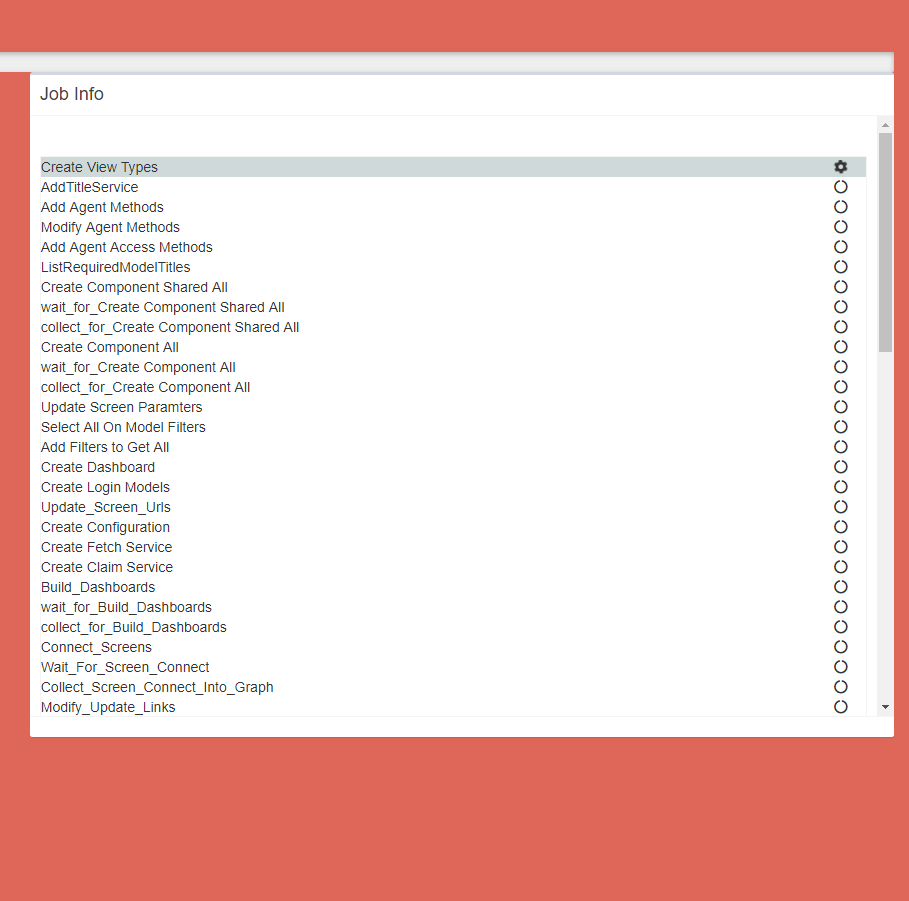 Job Info
Create View Types
AddTitleService
Add Agent Methods
Modify Agent Methods
Add Agent Access Methods
ListRequiredModelTitles
Create Component Shared All
wait_for_Create Component Shared All
collect_for_Create Component Shared All
Create Component All
wait_for_Create Component All
collect_for_Create Component All
Update Screen Paramters
Select All On Model Filters
Add Filters to Get All
Create Dashboard
Create Login Models
Update_Screen_Urls
Create Configuration
Create Fetch Service
Create Claim Service
Build_Dashboards
wait_for_Build_Dashboards
collect_for_Build_Dashboards
Connect_Screens
Wait_For_Screen_Connect
Collect_Screen_Connect_Into_Graph
Modify_Update_Links